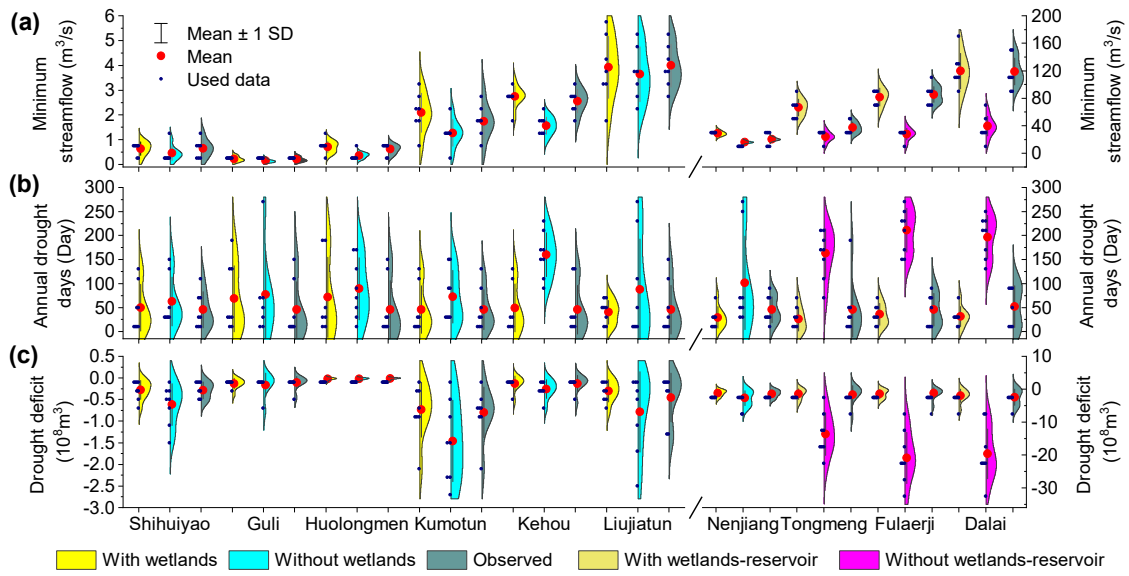 (a)
Minimum
streamflow (m³/s)
6
5
4
3
2
1
0
Mean ± 1 SD
Mean
Used data
200
160
120
80
40
0
Minimum
streamflow (m³/s)
(b)
Annual drought
days (Day)
300
250
200
150
100
50
0
300
250
200
150
100
50
0
Annual drought
days (Day)
(c)
Drought deficit
(10⁸m³)
0.5
0.0
-0.5
-1.0
-1.5
-2.0
-2.5
-3.0
10
0
-10
-20
-30
Drought deficit
(10⁸m³)
Shihuiyao Guli Huolongmen Kumotun Kehou Liujiatun Nenjiang Tongmeng Fulaerji Dalai
With wetlands Without wetlands Observed With wetlands-reservoir Without wetlands-reservoir